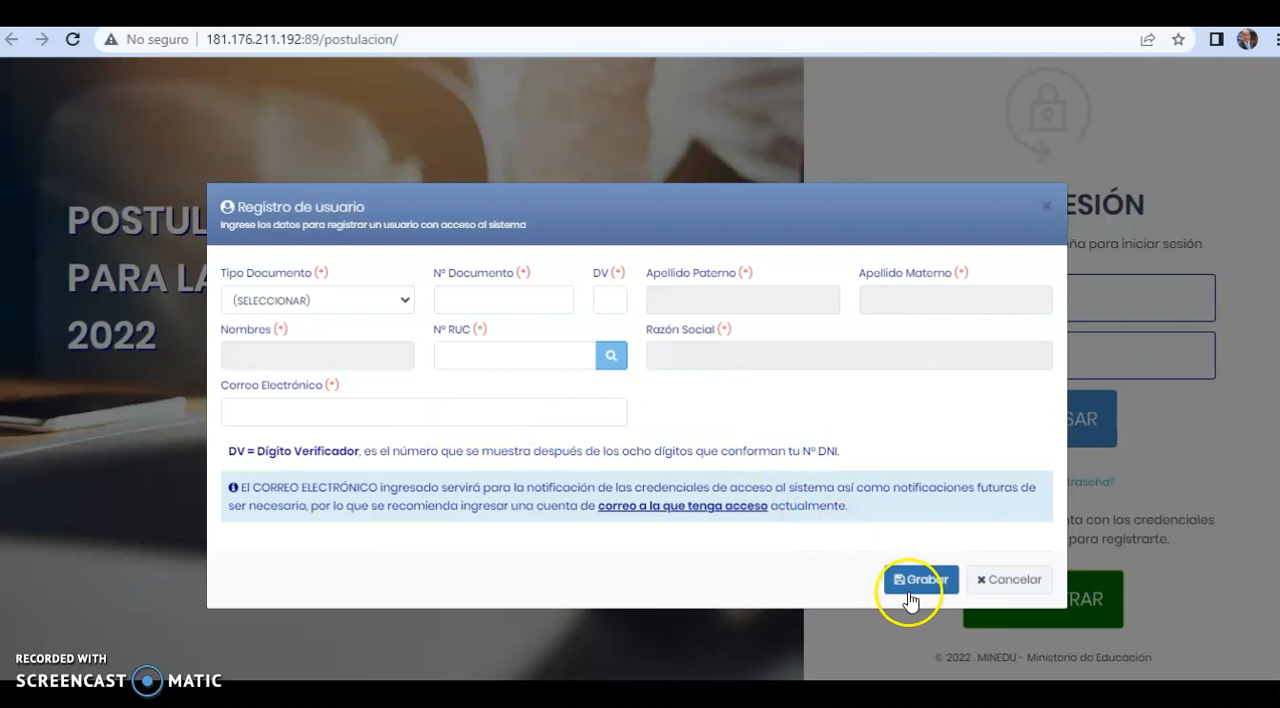 No seguro
181.176.211.192:89/postulacion/
POSTUL
PARA LA
2022
Registro de usuario
Ingrese los datos para registrar un usuario con acceso al sistema
×
Tipo Documento (*)
Nº Documento (*)
DV (*)
Apellido Paterno (*)
Apellido Materno (*)
(SELECCIONAR)
Nombres (*)
Nº RUC (*)
Razón Social (*)
Correo Electrónico (*)
DV = Dígito Verificador, es el número que se muestra después de los ocho dígitos que conforman tu Nº DNI.
El CORREO ELECTRÓNICO ingresado servirá para la notificación de las credenciales de acceso al sistema así como notificaciones futuras de
ser necesario, por lo que se recomienda ingresar una cuenta de correo a la que tenga acceso actualmente.
Grabar
Cancelar
ESIÓN
ña para iniciar sesión
SAR
traseña?
nta con las credenciales
para registrarte.
RAR
© 2022 . MINEDU - Ministorio do Educación
RECORDED WITH
SCREENCAST MATIC